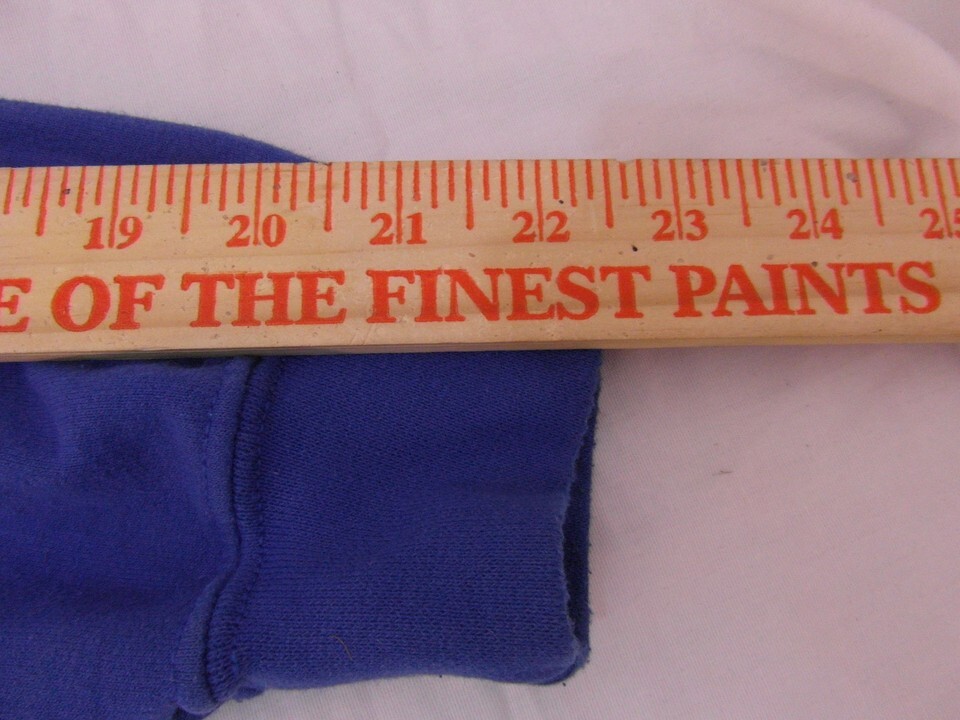 19 20 21 22 23 24 25
E OF THE FINEST PAINTS